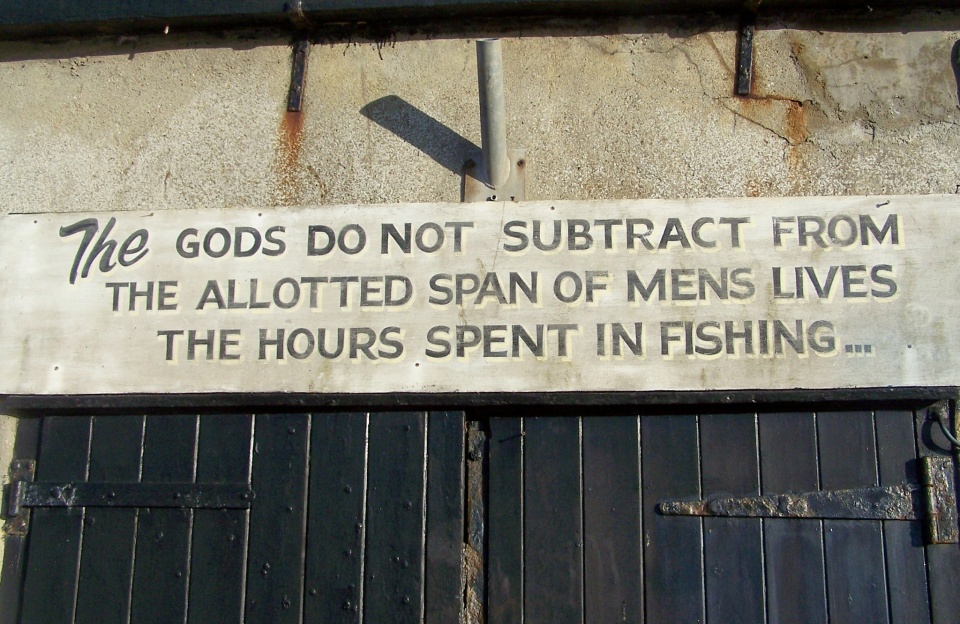 The GODS DO NOT SUBTRACT FROM
THE ALLOTTED SPAN OF MENS LIVES
THE HOURS SPENT IN FISHING...